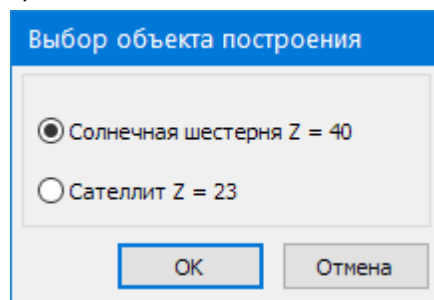 Выбор объекта построения
Солнечная шестерня Z = 40
Сателлит Z = 23
OK Отмена